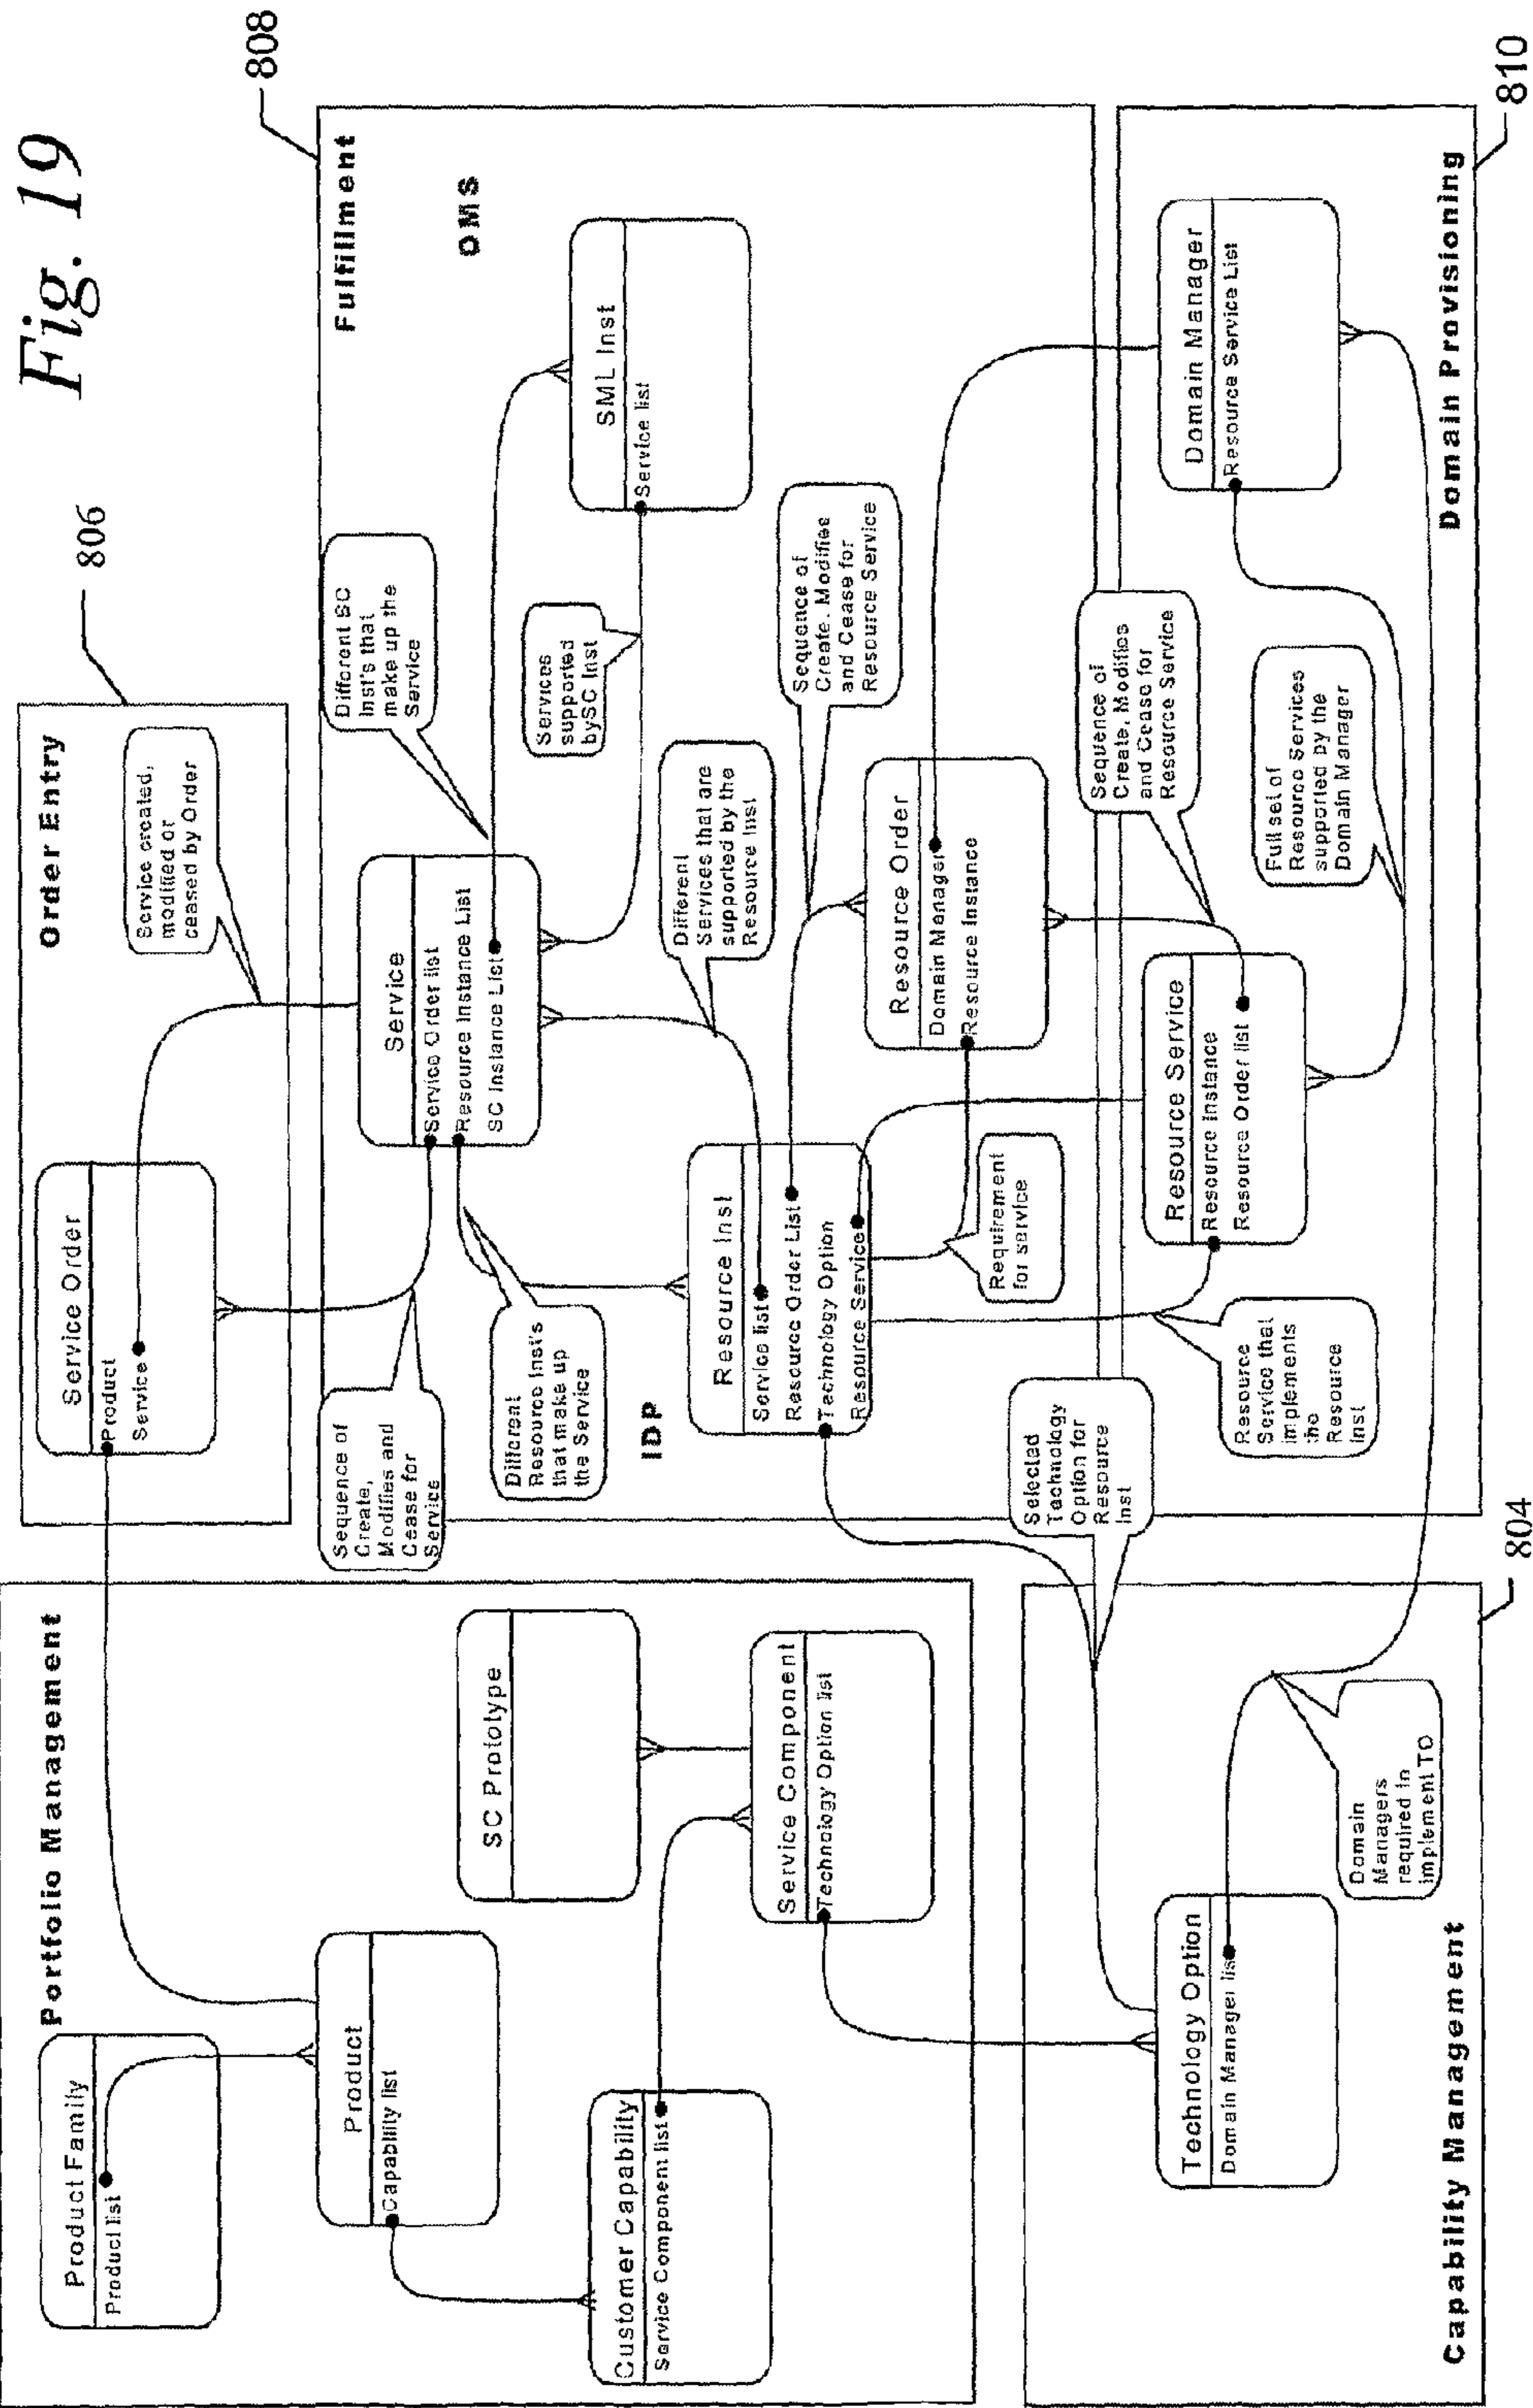 Fig. 19
Portfolio Management
Product Family
Product list
Product
Capability list
Customer Capability
Service Component list
SC Prototype
Service Component
Technology Option list
Capability Management
Technology Option
Domain Manager list
Domain
Managers
required in
implement TO
804
Order Entry
806
Service Order
Product
Service
Service created,
modified or
ceased by Order
Fulfillment
808
OMS
IDP
Sequence of
Create,
Modifies and
Cease for
Service
Service
Service Order list
Resource Instance List
SC Instance List
Different SC
Inst's that
make up the
Service
SML Inst
Service list
Services
supported
bySC Inst
Different
Resource Inst's
that make up
the Service
Different
Services that are
supported by the
Resource Inst
Resource Inst
Service list
Resource Order List
Technology Option
Resource Service
Sequence of
Create. Modifies
and Cease for
Resource Service
Resource Order
Domain Manager
Resource Instance
Requirement
for service
Selected
Technology
Option for
Resource
Inst
Sequence of
Create. Modifies
and Cease for
Resource Service
Domain Provisioning
810
Resource Service
Resource Instance
Resource Order list
Resource
Service that
implements
the
Resource
Inst
Full set of
Resource Services
supported by the
Domain Manager
Domain Manager
Resource Service List